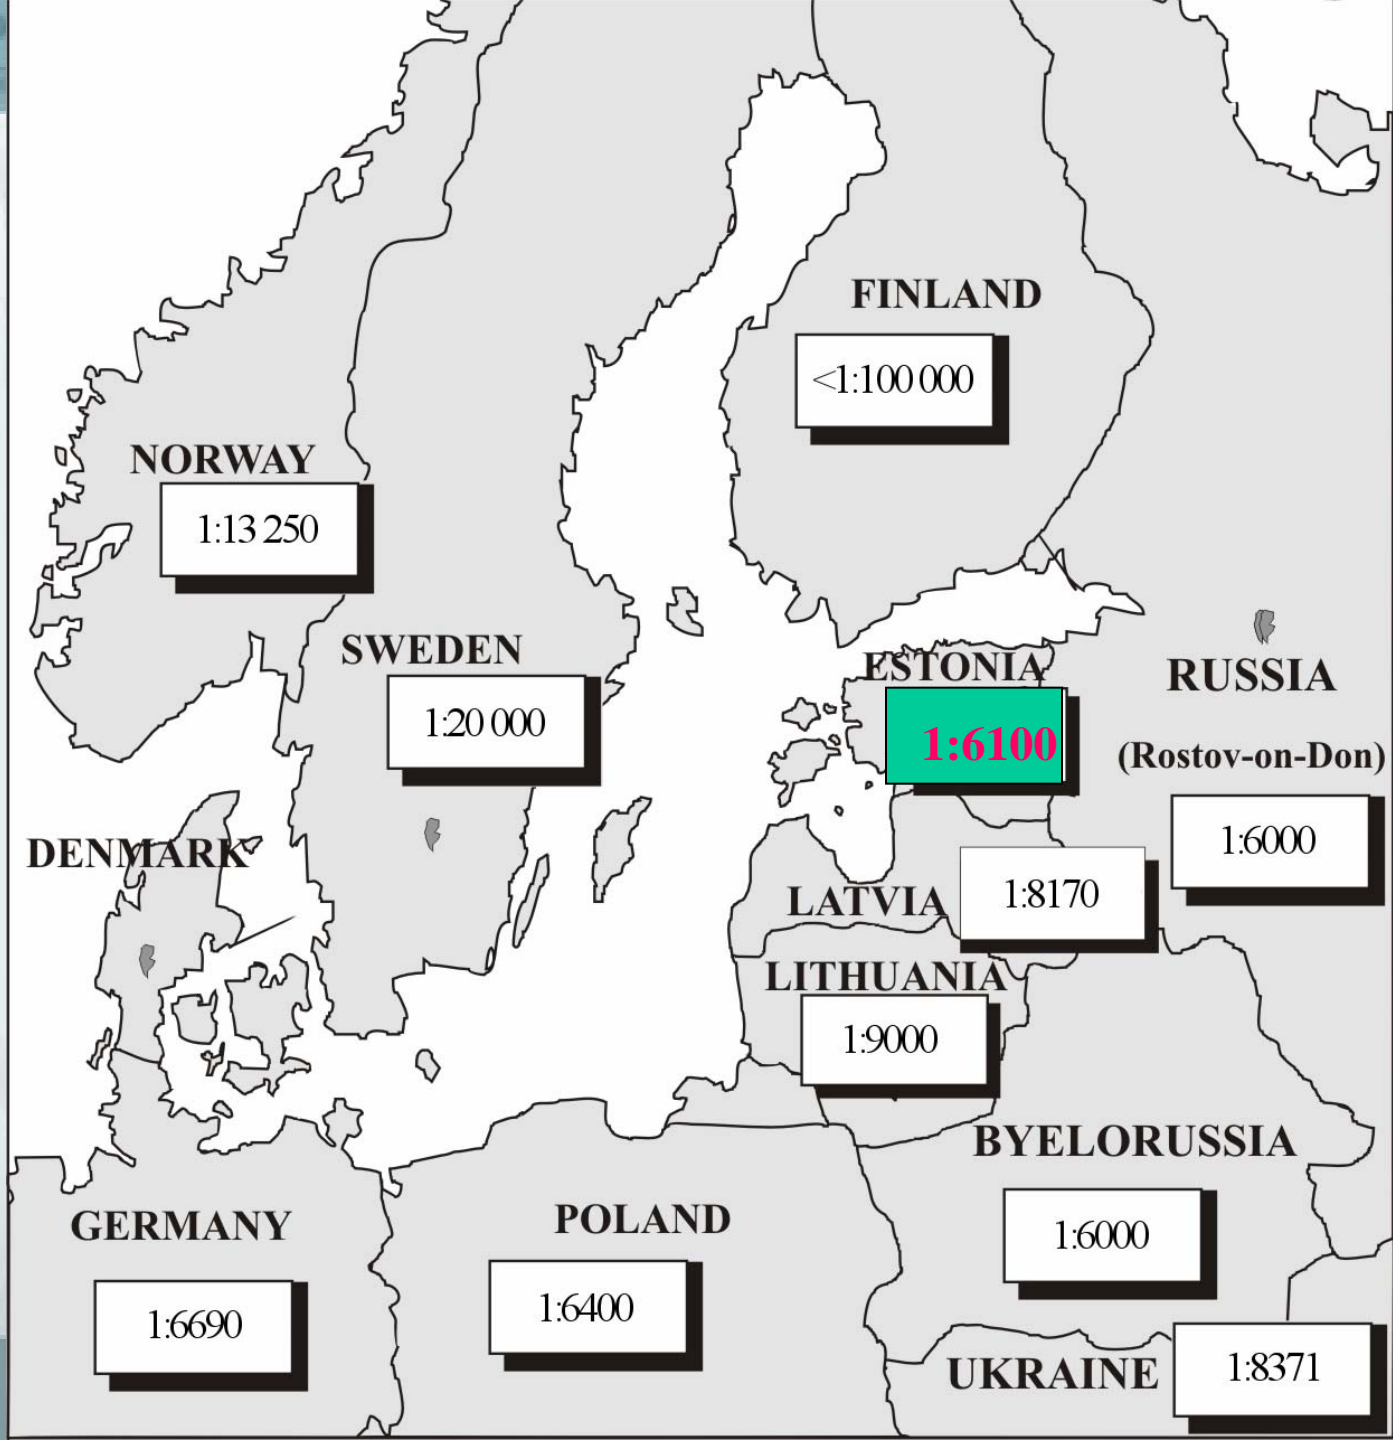 FINLAND
<1:100 000
NORWAY
1:13 250
SWEDEN
1:20 000
ESTONIA
1:6100
RUSSIA
(Rostov-on-Don)
1:6000
DENMARK
LATVIA
1:8170
LITHUANIA
1:9000
BYELORUSSIA
1:6000
GERMANY
1:6690
POLAND
1:6400
UKRAINE
1:8371